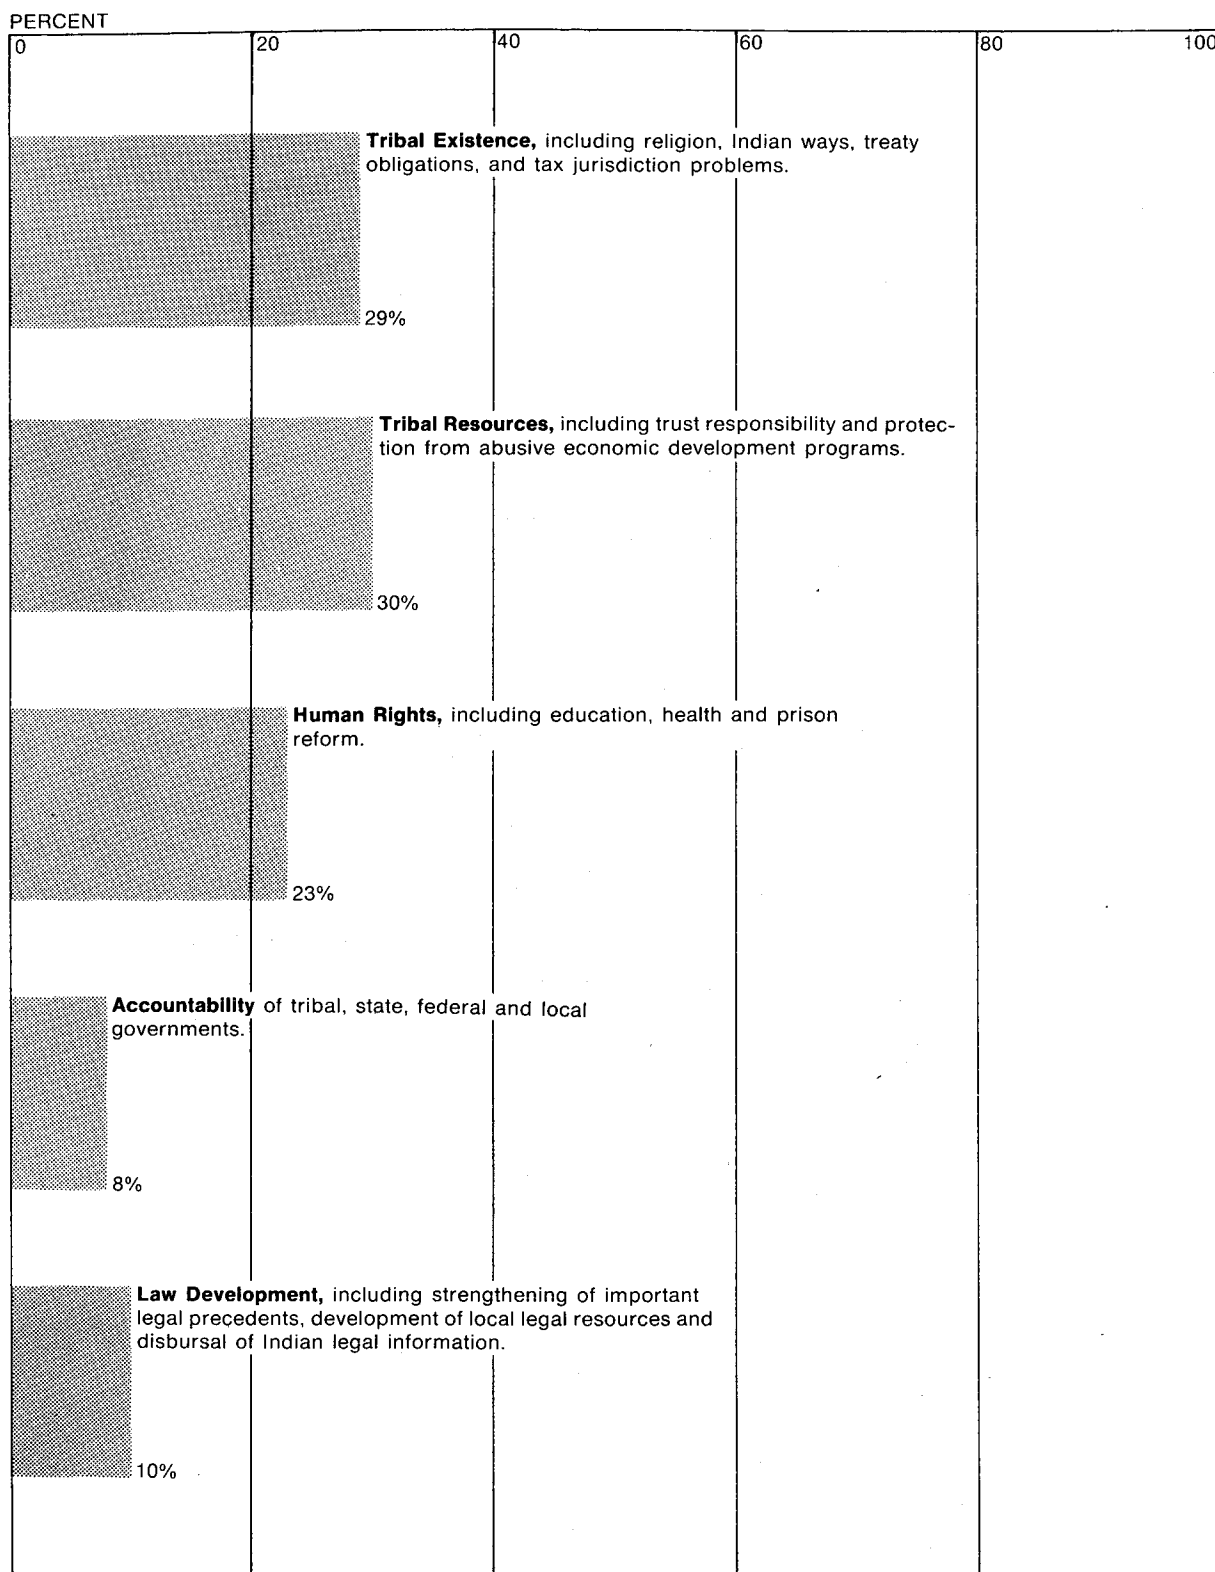 PERCENT
0 20 40 60 80 100
Tribal Existence, including religion, Indian ways, treaty
obligations, and tax jurisdiction problems.
29%
Tribal Resources, including trust responsibility and protec-
tion from abusive economic development programs.
30%
Human Rights, including education, health and prison
reform.
23%
Accountability of tribal, state, federal and local
governments.
8%
Law Development, including strengthening of important
legal precedents, development of local legal resources and
disbursal of Indian legal information.
10%